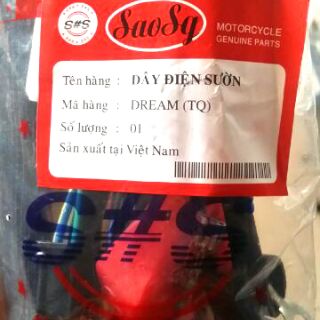 S#S
SaoSg
MOTORCYCLE
GENUINE PARTS
Tên hàng : DÂY ĐIỆN SƯỜN
Mã hàng : DREAM (TQ)
Số lượng : 01
Sản xuất tại Việt Nam
S#S